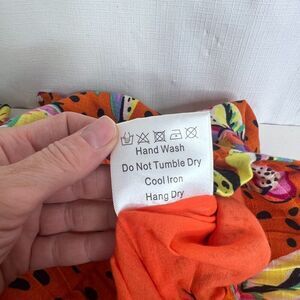 Hand Wash
Do Not Tumble Dry
Cool Iron
Hang Dry